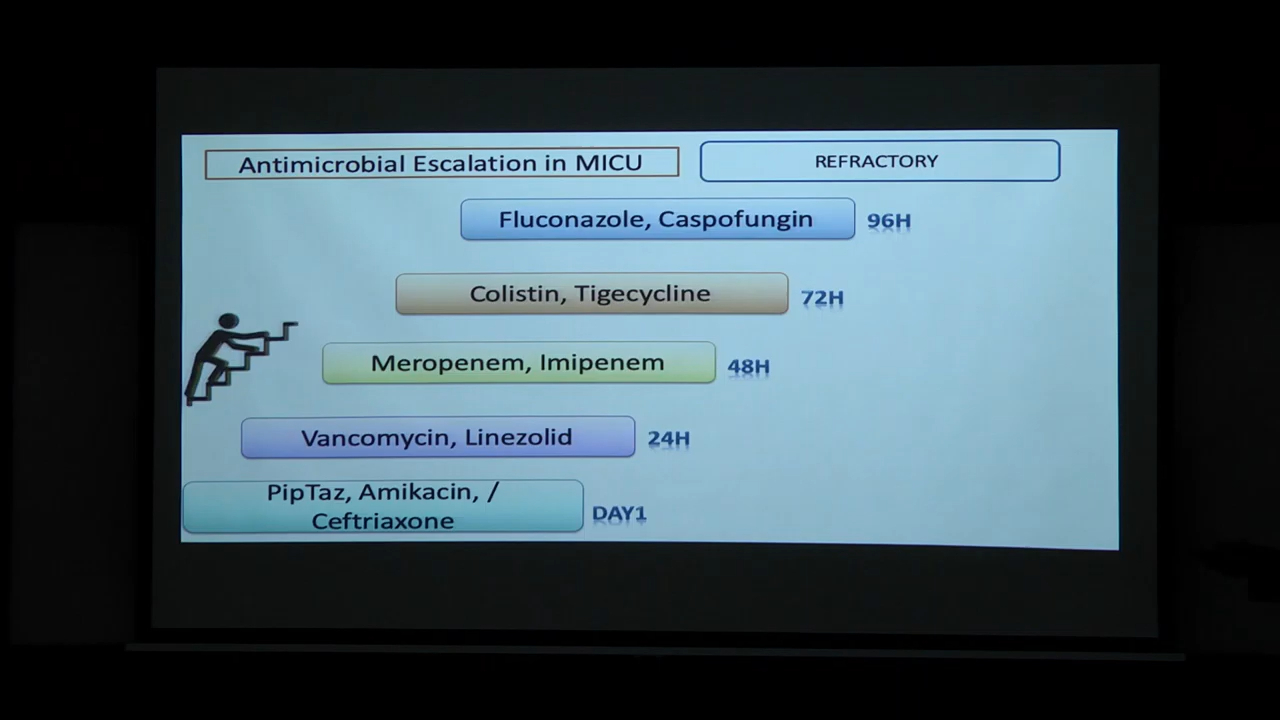 Antimicrobial Escalation in MICU
REFRACTORY
Fluconazole, Caspofungin
96H
Colistin, Tigecycline
72H
Meropenem, Imipenem
48H
Vancomycin, Linezolid
24H
PipTaz, Amikacin, /
Ceftriaxone
DAY1